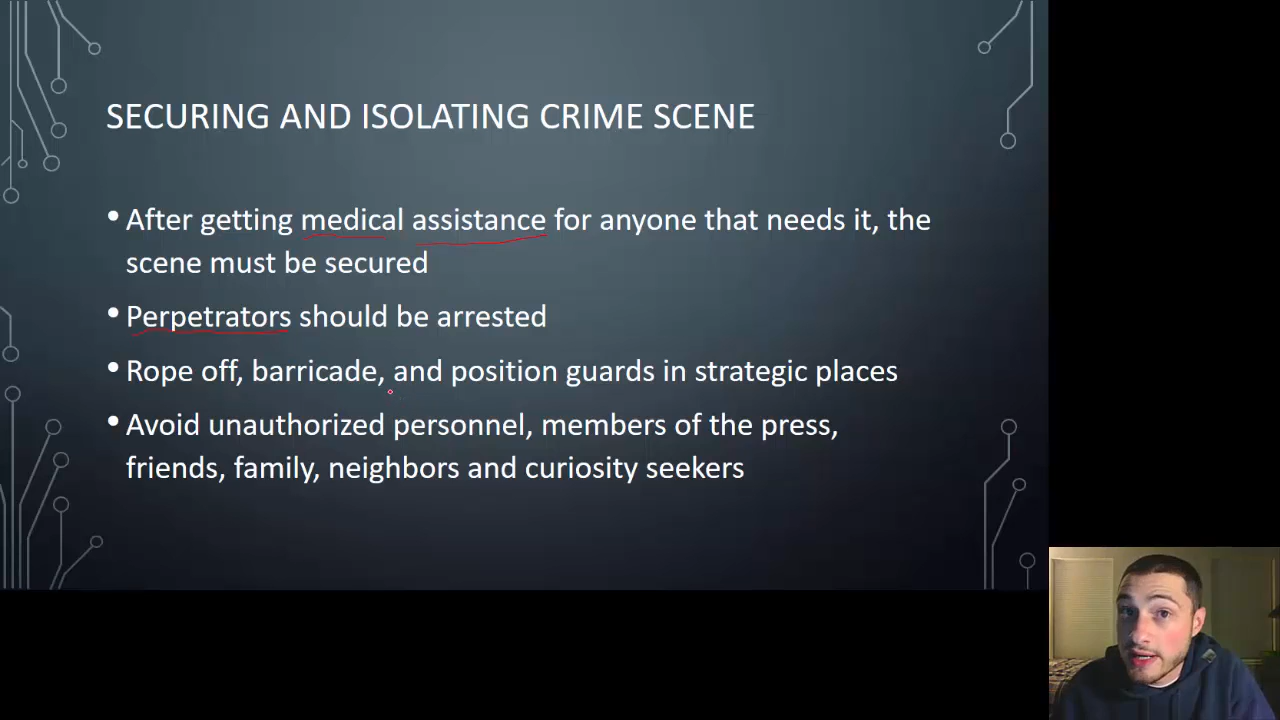 SECURING AND ISOLATING CRIME SCENE
• After getting medical assistance for anyone that needs it, the
scene must be secured
• Perpetrators should be arrested
• Rope off, barricade, and position guards in strategic places
• Avoid unauthorized personnel, members of the press,
friends, family, neighbors and curiosity seekers